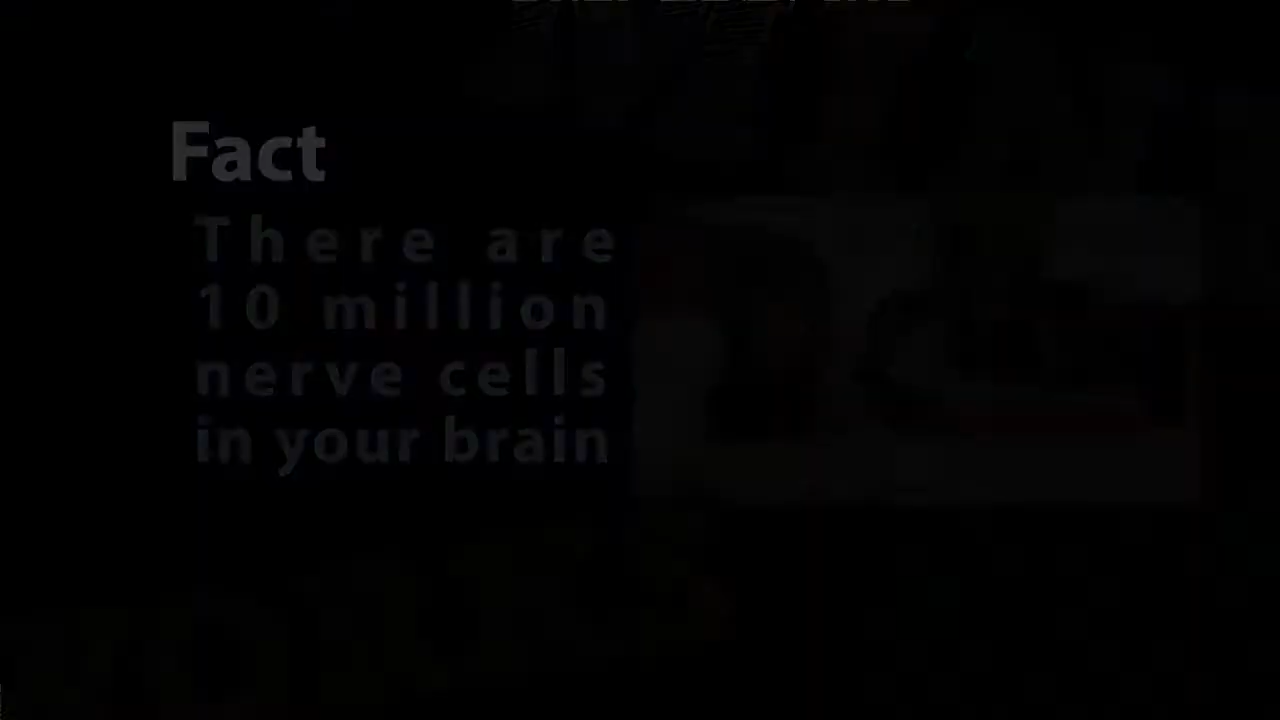 Fact
There are
10 million
nerve cells
in your brain